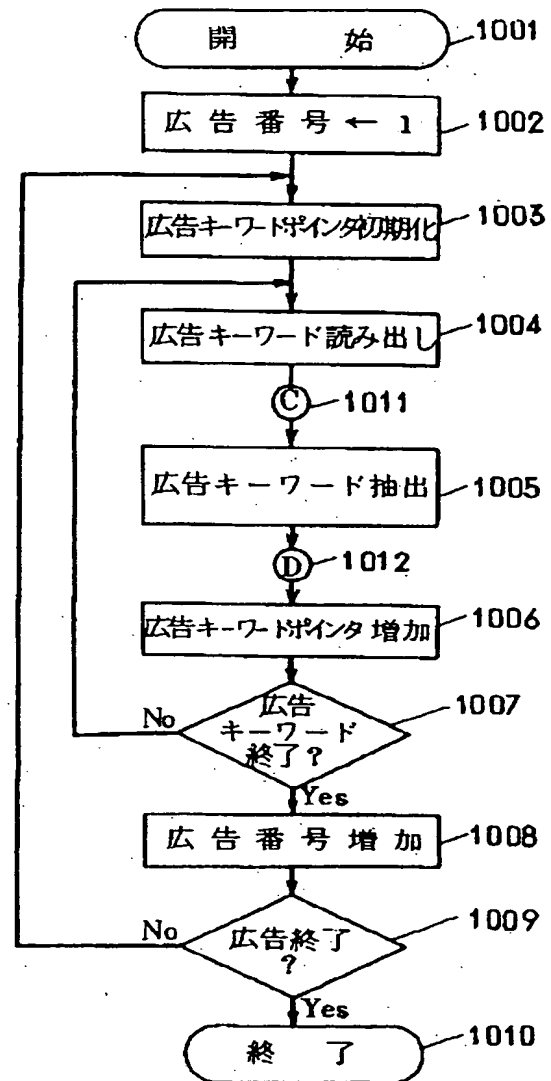 開 始 1001
広告番号 ← 1 1002
広告キーワードポインタ初期化 1003
広告キーワード読み出し 1004
C 1011
広告キーワード抽出 1005
D 1012
広告キーワードポインタ増加 1006
広告
キーワード
終了?
1007
No
Yes
広告番号増加 1008
広告終了
?
1009
No
Yes
終了 1010